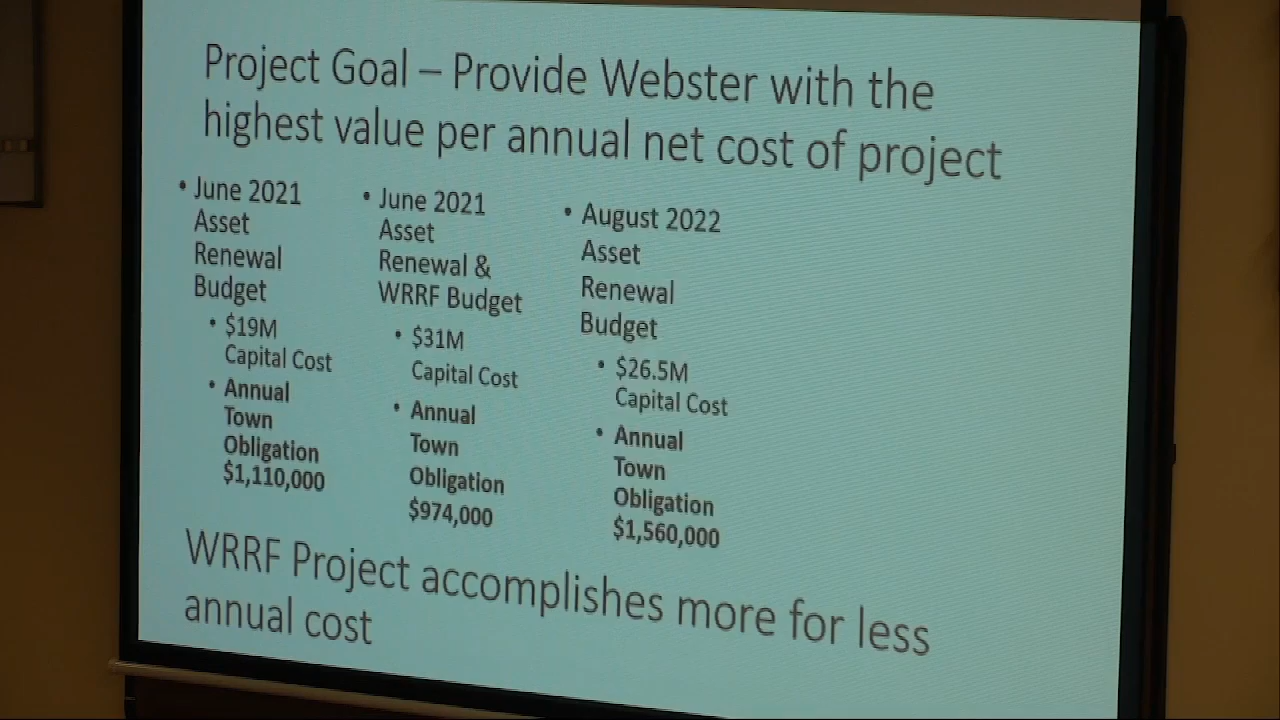 Project Goal – Provide Webster with the
highest value per annual net cost of project
• June 2021
Asset
Renewal
Budget
• $19M
Capital Cost
• Annual
Town
Obligation
$1,110,000
• June 2021
Asset
Renewal &
WRRF Budget
• $31M
Capital Cost
• Annual
Town
Obligation
$974,000
• August 2022
Asset
Renewal
Budget
• $26.5M
Capital Cost
• Annual
Town
Obligation
$1,560,000
WRRF Project accomplishes more for less
annual cost